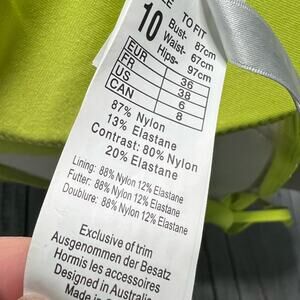 TO FIT
10
Bust- 87cm
Waist- 67cm
Hips- 97cm
EUR 36
FR 38
US 6
CAN 8
87% Nylon
13% Elastane
Contrast: 80% Nylon
20% Elastane
Lining: 88% Nylon 12% Elastane
Futter: 88% Nylon 12% Elastane
Doublure: 88% Nylon 12% Elastane
Exclusive of trim
Ausgenommen der Besatz
Hormis les accessoires
Designed in Australia
Made in